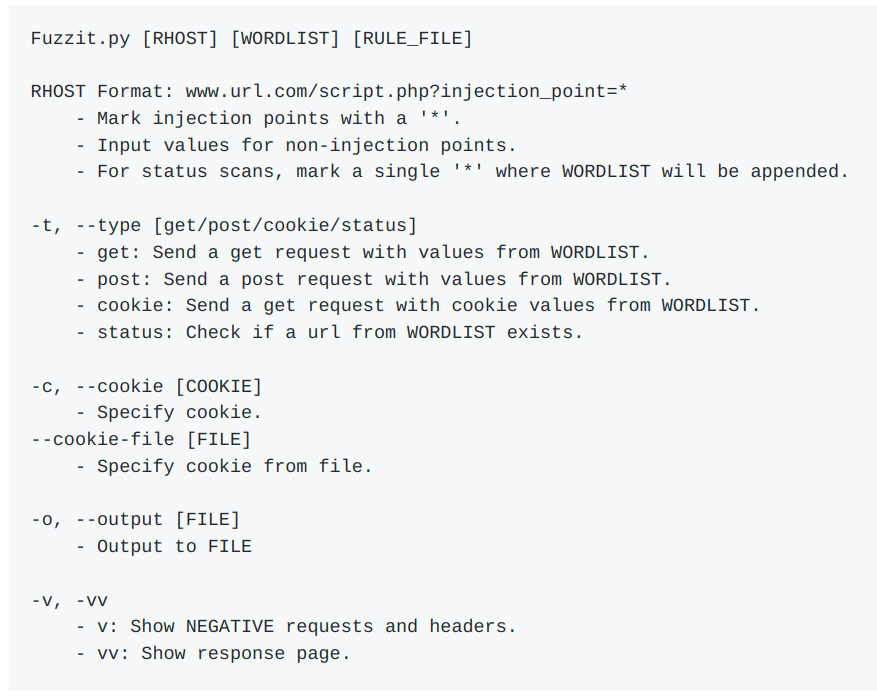 Fuzzit.py [RHOST] [WORDLIST] [RULE_FILE]
RHOST Format: www.url.com/script.php?injection_point=*
- Mark injection points with a '*'.
- Input values for non-injection points.
- For status scans, mark a single '*' where WORDLIST will be appended.
-t, --type [get/post/cookie/status]
- get: Send a get request with values from WORDLIST.
- post: Send a post request with values from WORDLIST.
- cookie: Send a get request with cookie values from WORDLIST.
- status: Check if a url from WORDLIST exists.
-c, --cookie [COOKIE]
- Specify cookie.
--cookie-file [FILE]
- Specify cookie from file.
-o, --output [FILE]
- Output to FILE
-v, -vv
- v: Show NEGATIVE requests and headers.
- vv: Show response page.